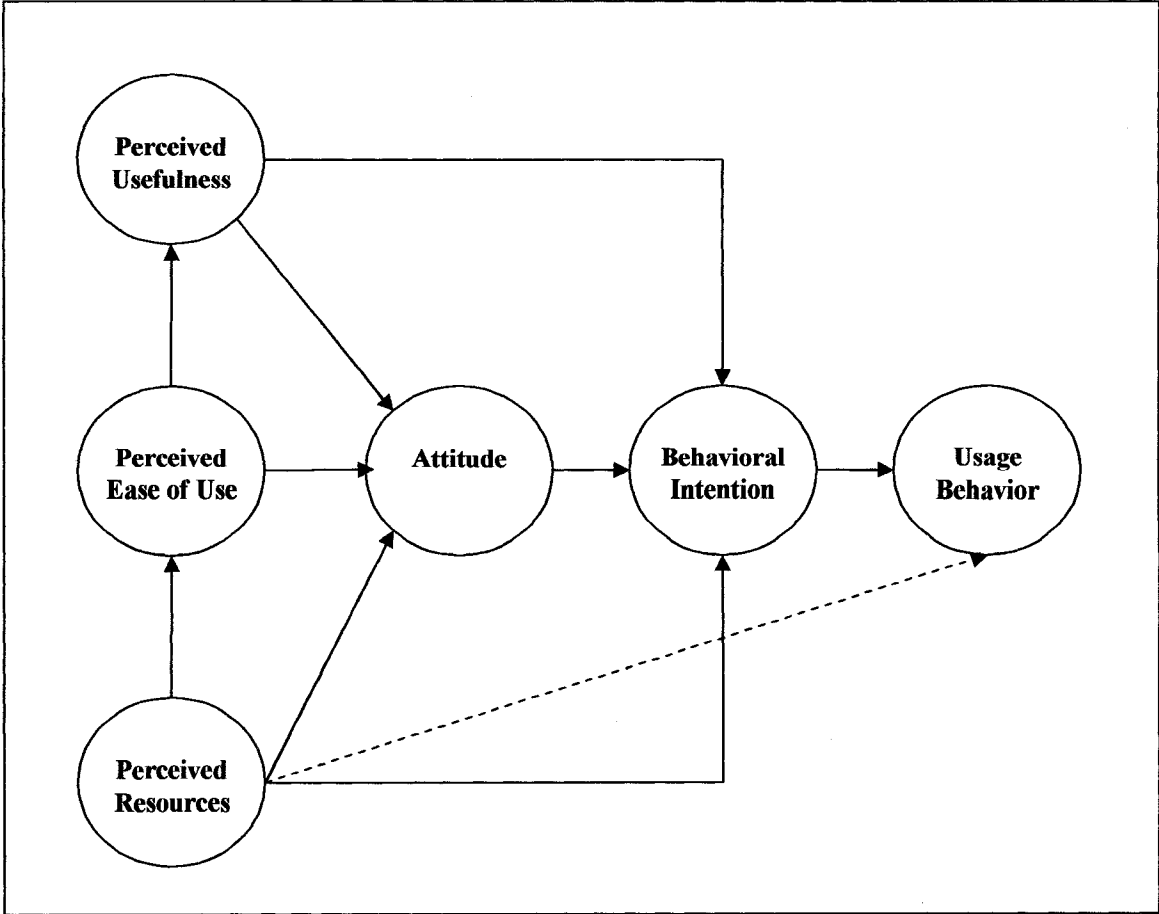 Perceived
Usefulness
Perceived
Ease of Use
Attitude
Behavioral
Intention
Usage
Behavior
Perceived
Resources